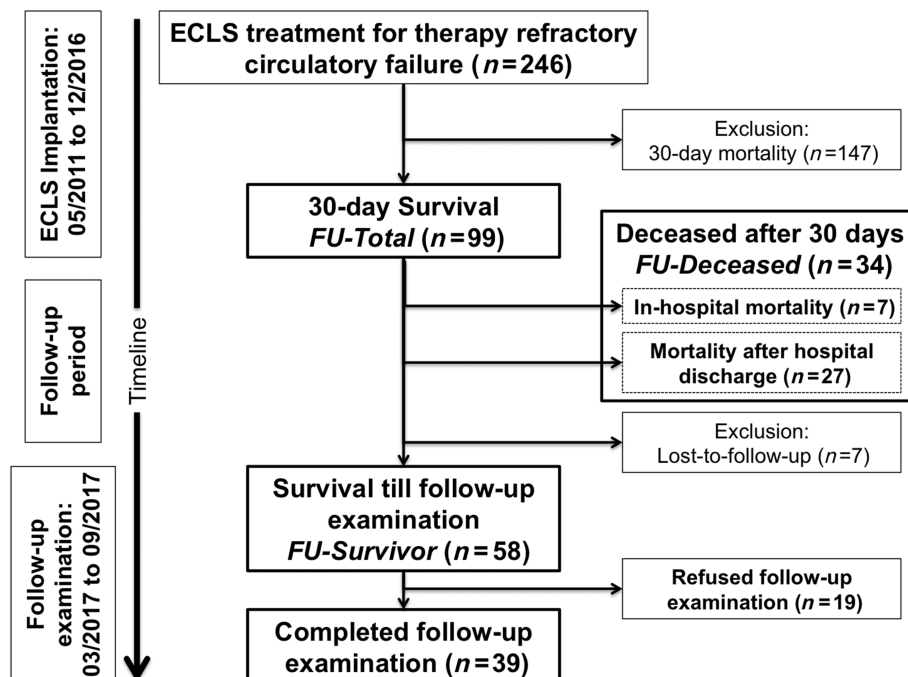 ECLS Implantation:
05/2011 to 12/2016
Follow-up
period
Follow-up
examination:
03/2017 to 09/2017
Timeline
ECLS treatment for therapy refractory
circulatory failure (n=246)
Exclusion:
30-day mortality (n=147)
30-day Survival
FU-Total (n=99)
Deceased after 30 days
FU-Deceased (n=34)
In-hospital mortality (n=7)
Mortality after hospital
discharge (n=27)
Exclusion:
Lost-to-follow-up (n=7)
Survival till follow-up
examination
FU-Survivor (n=58)
Refused follow-up
examination (n=19)
Completed follow-up
examination (n=39)